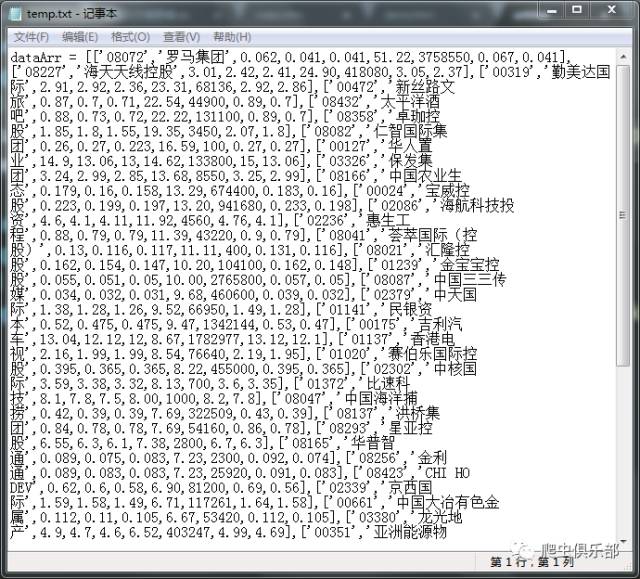 temp.txt - 记事本
文件(F) 编辑(E) 格式(O) 查看(V) 帮助(H)
dataArr = [['08072','罗马集团',0.062,0.041,0.041,51.22,3758550,0.067,0.041],
['08227','海天天线控股',3.01,2.42,2.41,24.90,418080,3.05,2.37],['00319','勤美达国
际',2.91,2.92,2.36,23.31,68136,2.92,2.86],['00472','新丝路文
旅',0.87,0.7,0.71,22.54,44900,0.89,0.7],['08432','太平洋酒
吧',0.88,0.73,0.72,22.22,131100,0.89,0.7],['08358','卓珈控
股',1.85,1.8,1.55,19.35,3450,2.07,1.8],['08082','仁智国际集
团',0.26,0.27,0.223,16.59,100,0.27,0.27],['00127','华人置
业',14.9,13.06,13,14.62,133800,15,13.06],['03326','保发集
团',3.24,2.99,2.85,13.68,8550,3.25,2.99],['08166','中国农业生
态',0.179,0.16,0.158,13.29,674400,0.183,0.16],['00024','宝威控
股',0.223,0.199,0.197,13.20,941680,0.233,0.198],['02086','海航科技投
资',4.6,4.1,4.11,11.92,4560,4.76,4.1],['02236','惠生工
程',0.88,0.79,0.79,11.39,43220,0.9,0.79],['08041','荟萃国际（控
股）',0.13,0.116,0.117,11.11,400,0.131,0.116],['08021','汇隆控
股',0.162,0.154,0.147,10.20,104100,0.162,0.148],['01239','金宝宝控
股',0.055,0.051,0.05,10.00,2765800,0.057,0.05],['08087','中国三三传
媒',0.034,0.032,0.031,9.68,460600,0.039,0.032],['02379','中天国
际',1.38,1.28,1.26,9.52,66950,1.49,1.28],['01141','民银资
本',0.52,0.475,0.475,9.47,1342144,0.53,0.47],['00175','吉利汽
车',13.04,12.12,12,8.67,1782977,13.12,12.1],['01137','香港电
视',2.16,1.99,1.99,8.54,76640,2.19,1.95],['01020','赛伯乐国际控
股',0.395,0.365,0.365,8.22,455000,0.395,0.365],['02302','中核国
际',3.59,3.38,3.32,8.13,700,3.6,3.35],['01372','比速科
技',8.1,7.8,7.5,8.00,1000,8.2,7.8],['08047','中国海洋捕
捞',0.42,0.39,0.39,7.69,322509,0.43,0.39],['08137','洪桥集
团',0.84,0.78,0.78,7.69,54160,0.86,0.78],['08293','星亚控
股',6.55,6.3,6.1,7.38,2800,6.7,6.3],['08165','华普智
通',0.089,0.075,0.083,7.23,2300,0.092,0.074],['08256','金利
通',0.089,0.083,0.083,7.23,25920,0.091,0.083],['08423','CHI HO
DEV',0.62,0.6,0.58,6.90,81200,0.69,0.56],['02339','京西国
际',1.59,1.58,1.49,6.71,117261,1.64,1.58],['00661','中国大冶有色金
属',0.112,0.11,0.105,6.67,53420,0.112,0.105],['03380','龙光地
产',4.9,4.7,4.6,6.52,403247,4.99,4.69],['00351','亚洲能源物
爬虫俱乐部
第 1 行，第 1 列